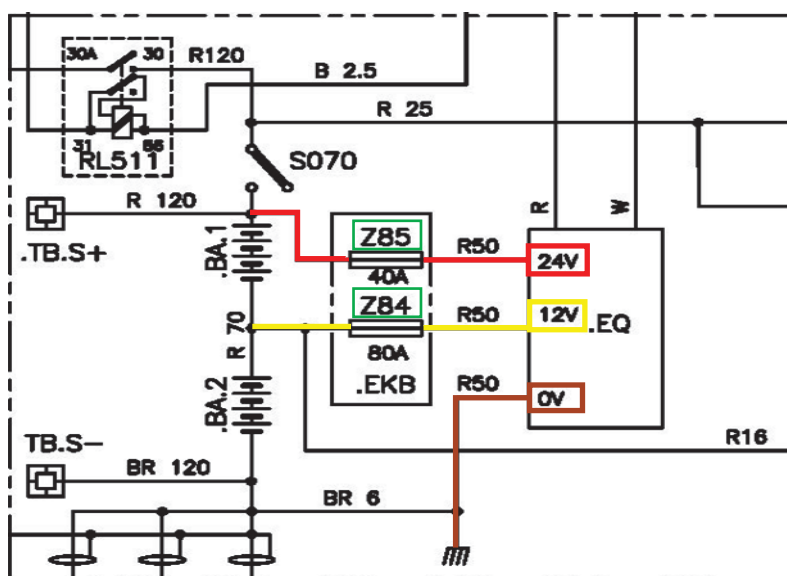 30A 30 R120
B 2.5
R 25
31 86
RL511
S070
R 120
.TB.S+
.BA.1
Z85
40A
R50
24V
R
W
R 70
Z84
80A
R50
12V
.EQ
.EKB
R50
0V
.BA.2
TB.S-
BR 120
R16
BR 6